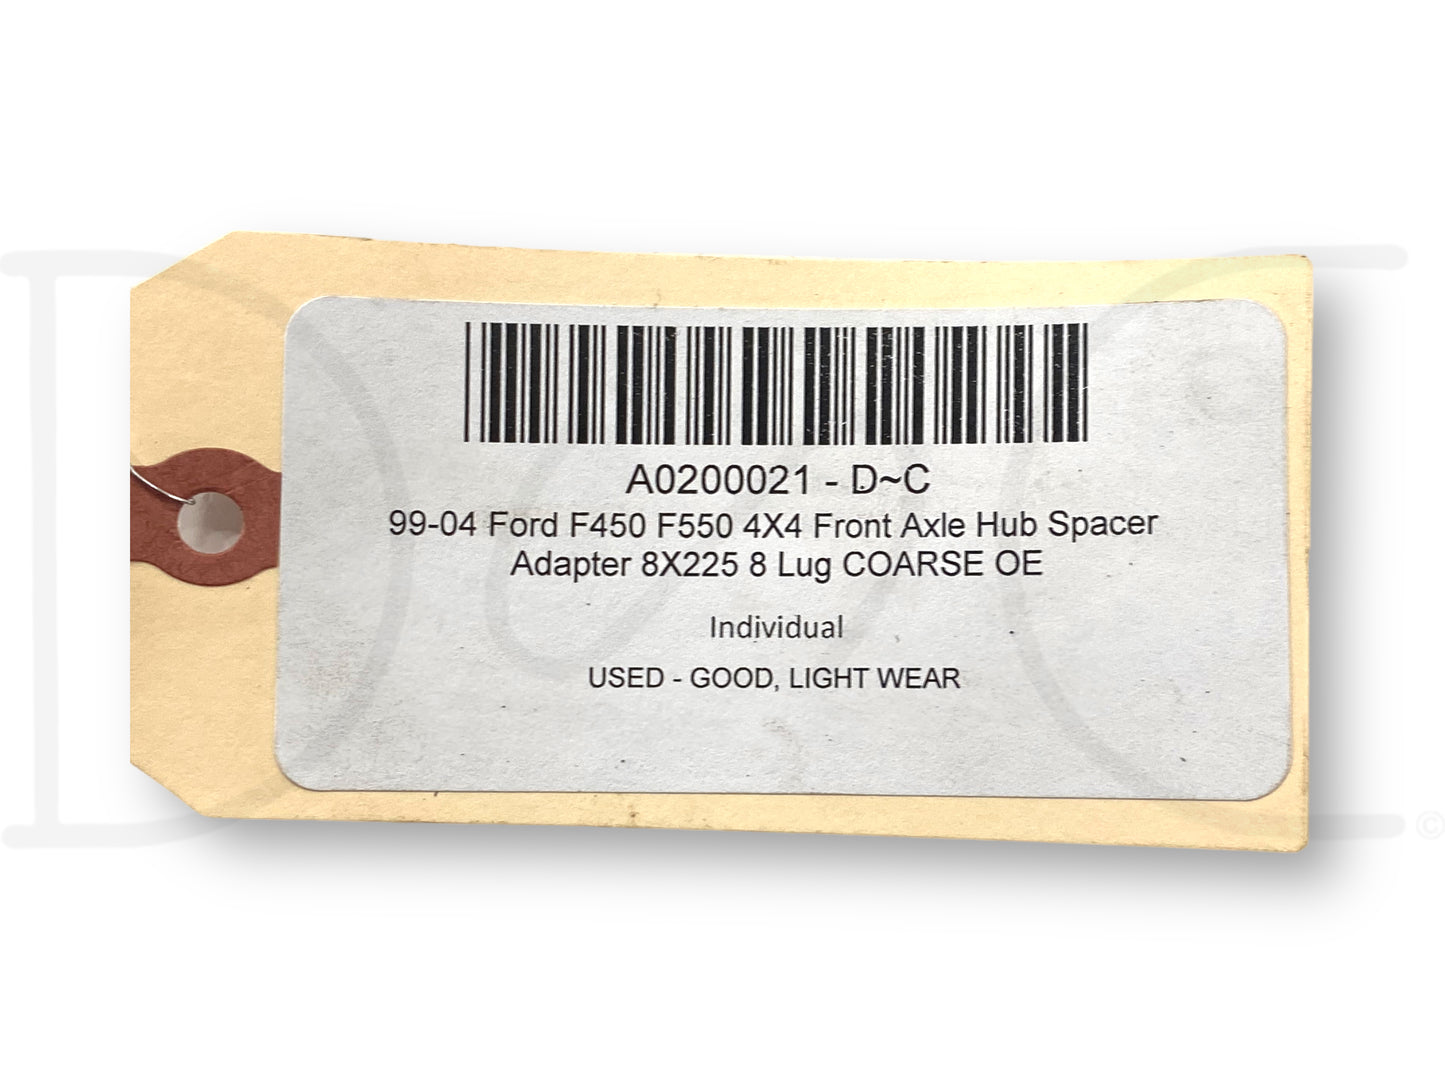 A0200021 - D~C
99-04 Ford F450 F550 4X4 Front Axle Hub Spacer
Adapter 8X225 8 Lug COARSE OE
Individual
USED - GOOD, LIGHT WEAR
©